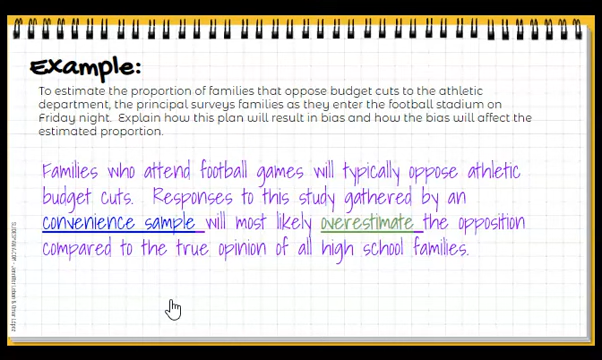 Example:
To estimate the proportion of families that oppose budget cuts to the athletic
department, the principal surveys families as they enter the football stadium on
Friday night. Explain how this plan will result in bias and how the bias will affect the
estimated proportion.
Families who attend football games will typically oppose athletic
budget cuts. Responses to this study gathered by an
convenience sample will most likely overestimate the opposition
compared to the true opinion of all high school families.